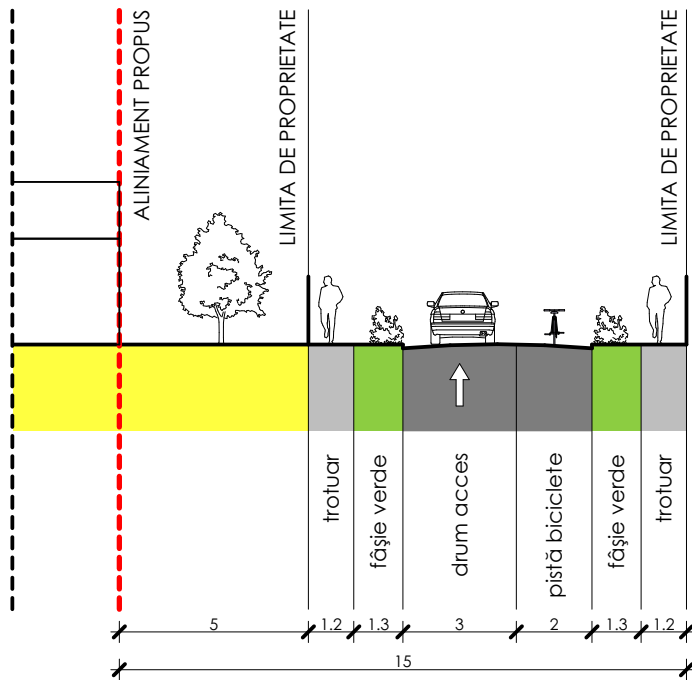 ALINIAMENT PROPUS
LIMITA DE PROPRIETATE
LIMITA DE PROPRIETATE
trotuar
fâşie verde
drum acces
pistă biciclete
fâşie verde
trotuar
5
1.2
1.3
3
2
1.3
1.2
15